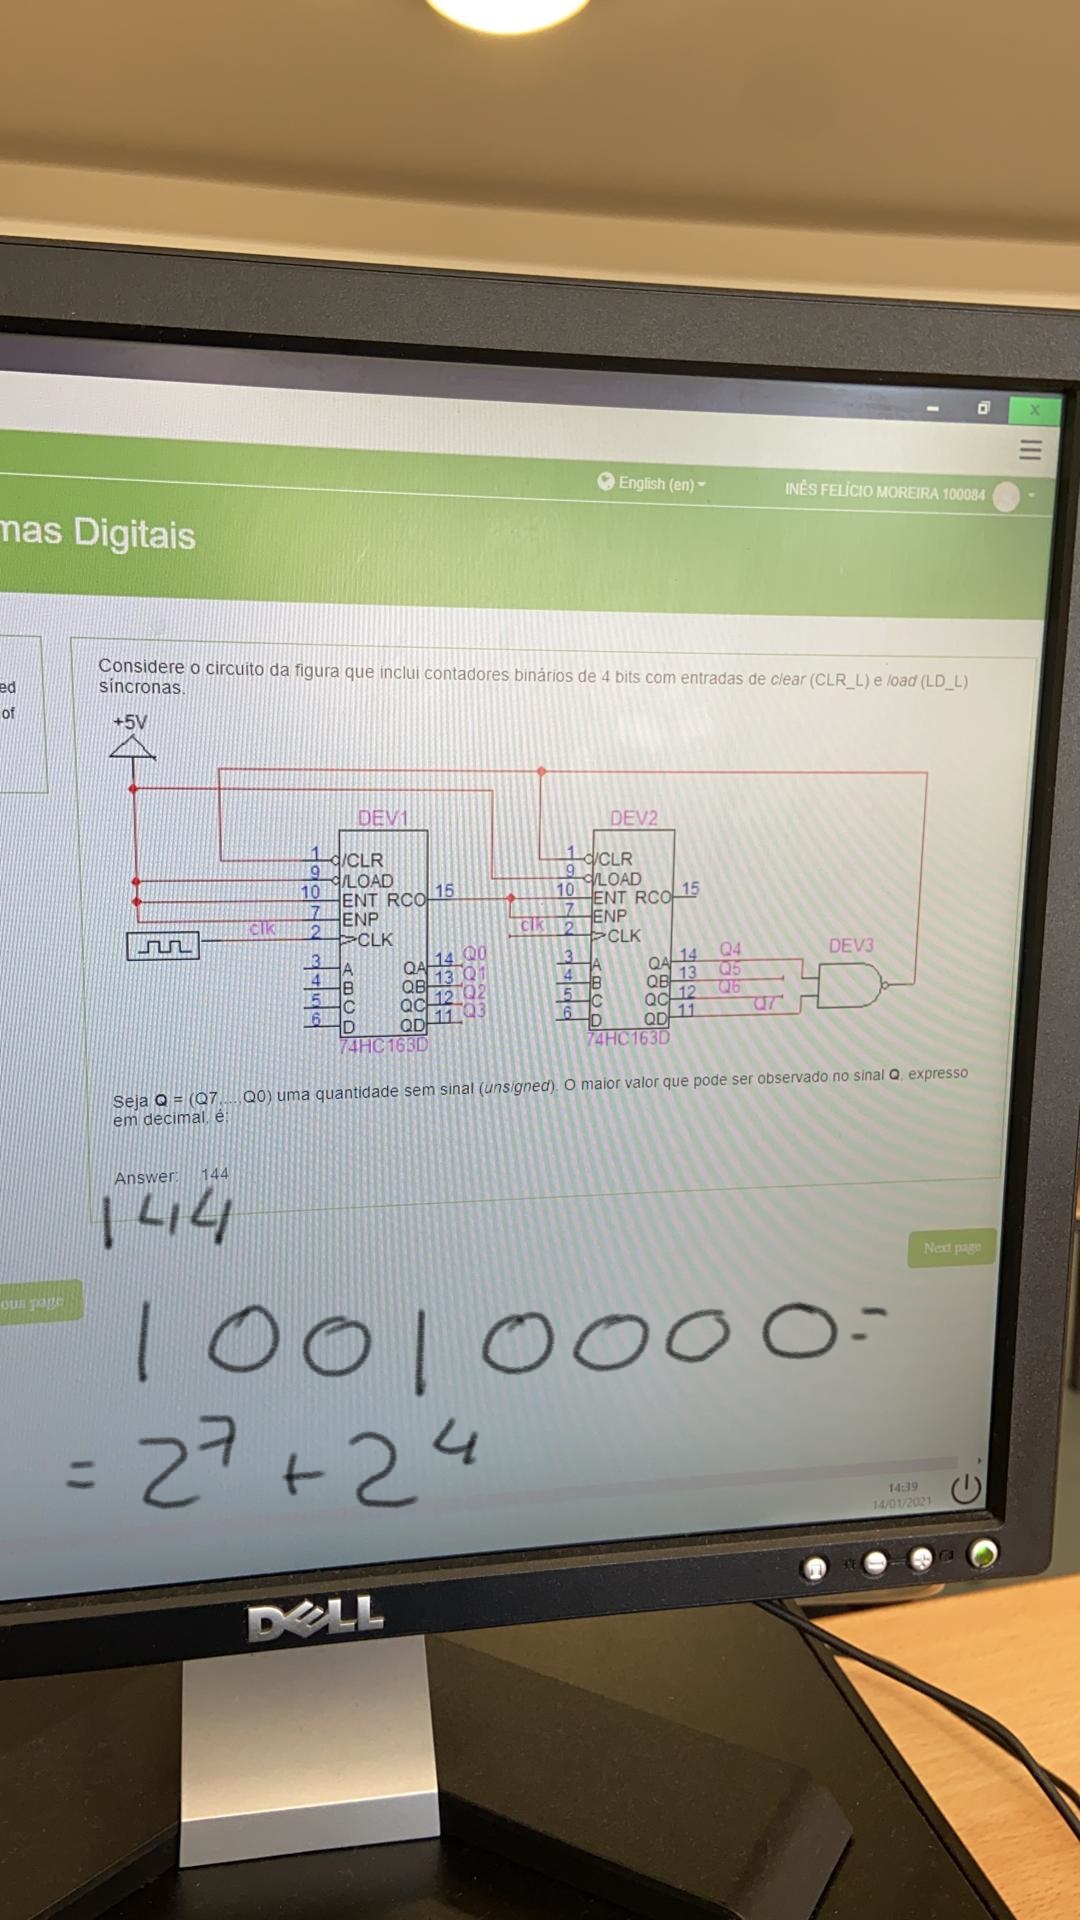 English (en)
INÊS FELÍCIO MOREIRA 100084
mas Digitais
ed
of
Considere o circuito da figura que inclui contadores binários de 4 bits com entradas de clear (CLR_L) e load (LD_L)
síncronas.
+5V
DEV1 DEV2
1 /CLR 1 /CLR
9 /LOAD 9 /LOAD
10 ENT RCO 15 10 ENT RCO 15
7 ENP 7 ENP
clk 2 >CLK clk 2 >CLK
DEV3
3 A QA 14 Q0 3 A QA 14 Q4
4 B QB 13 Q1 4 B QB 13 Q5
5 C QC 12 Q2 5 C QC 12 Q6
6 D QD 11 Q3 6 D QD 11 Q7
74HC163D 74HC163D
Seja Q = (Q7,...,Q0) uma quantidade sem sinal (unsigned). O maior valor que pode ser observado no sinal Q, expresso
em decimal, é:
Answer: 144
144
Next page
ous page
10010000=
= 2⁷ + 2⁴
14:39
14/01/2021
DELL